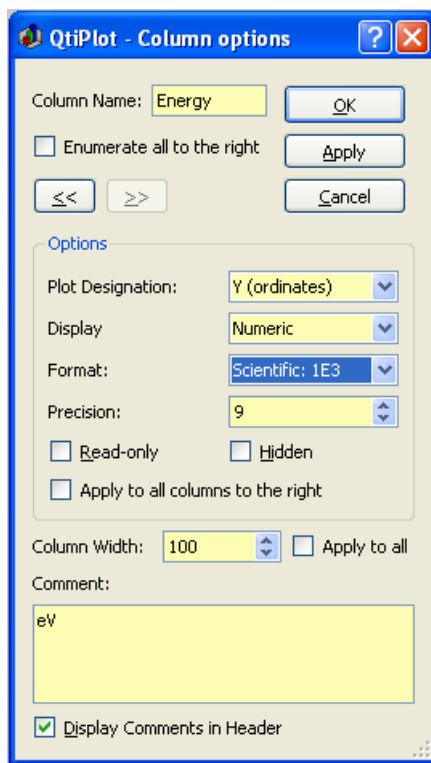 QtiPlot - Column options
Column Name: Energy
OK
Enumerate all to the right
Apply
<< >>
Cancel
Options
Plot Designation: Y (ordinates)
Display Numeric
Format: Scientific: 1E3
Precision: 9
Read-only Hidden
Apply to all columns to the right
Column Width: 100 Apply to all
Comment:
eV
Display Comments in Header